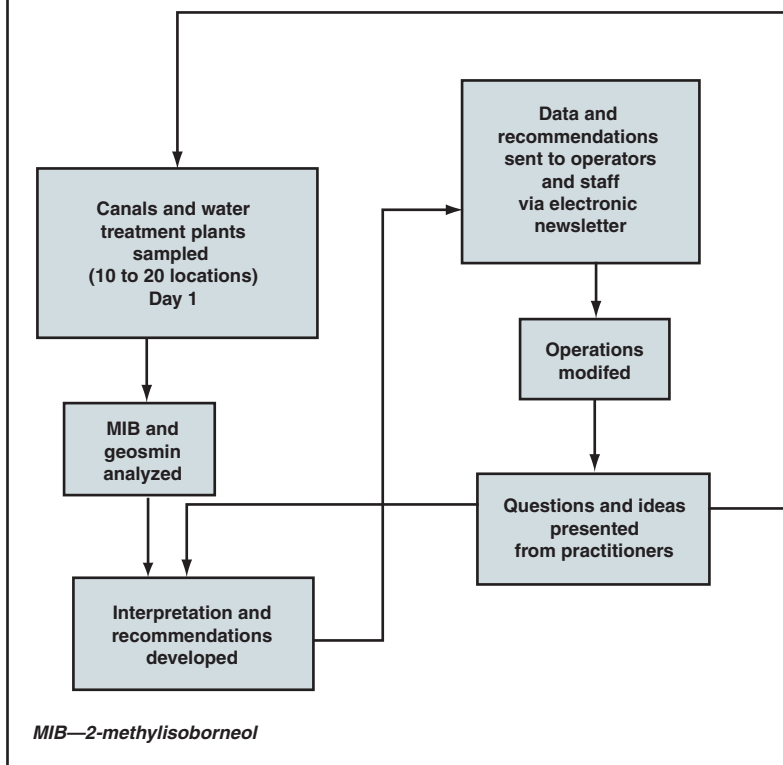 Canals and water
treatment plants
sampled
(10 to 20 locations)
Day 1
MIB and
geosmin
analyzed
Interpretation and
recommendations
developed
Data and
recommendations
sent to operators
and staff
via electronic
newsletter
Operations
modifed
Questions and ideas
presented
from practitioners
MIB—2-methylisoborneol